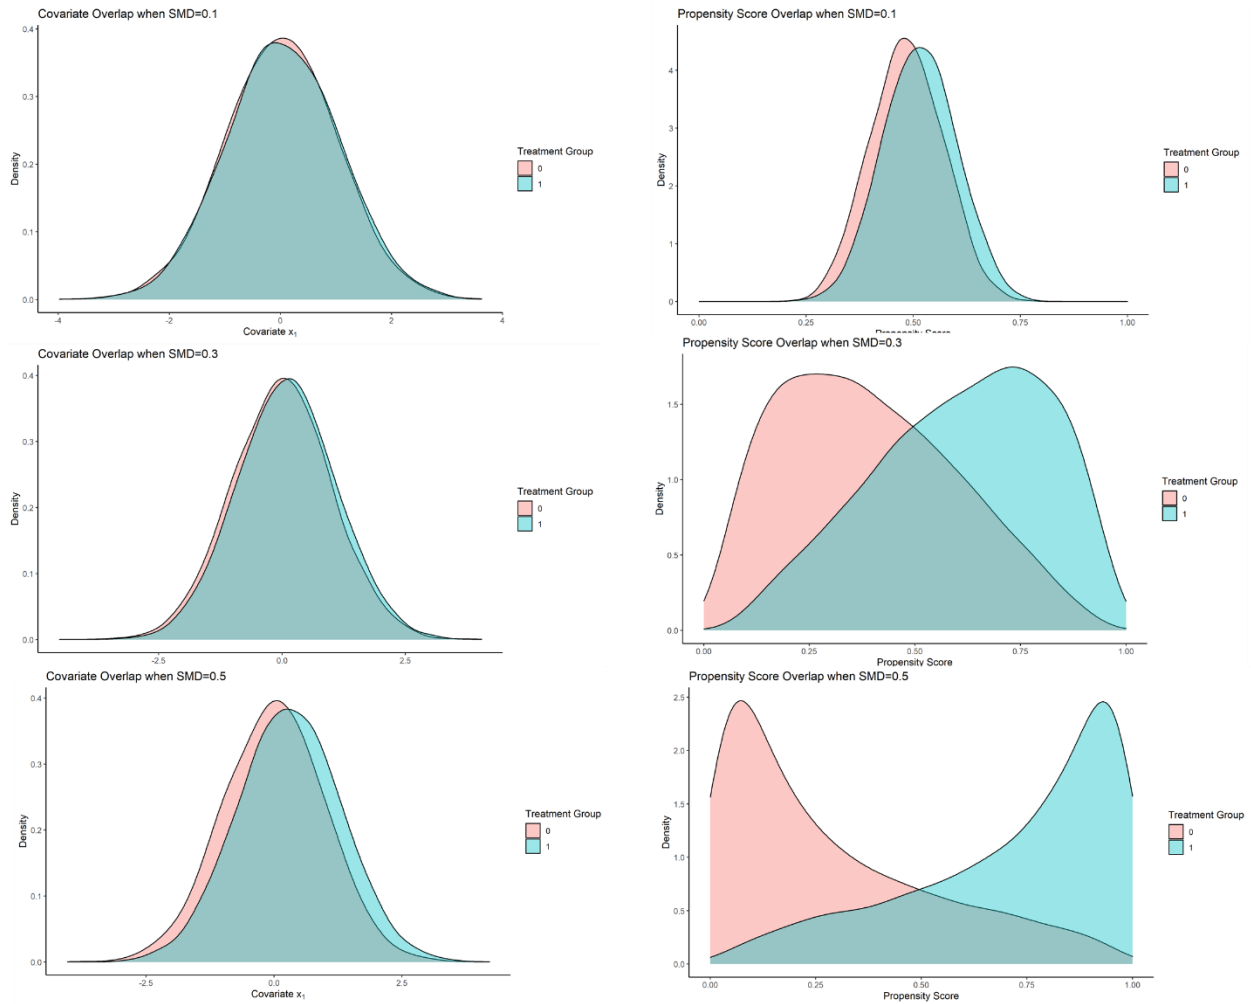 Covariate Overlap when SMD=0.1
0.4
0.3
0.2
0.1
0.0
Density
-4
-2
0
2
4
Covariate x1
Treatment Group
0
1
Propensity Score Overlap when SMD=0.1
4
3
2
1
0
Density
0.00
0.25
0.50
0.75
1.00
Propensity Score
Treatment Group
0
1
Covariate Overlap when SMD=0.3
0.4
0.3
0.2
0.1
0.0
Density
-2.5
0.0
2.5
Treatment Group
0
1
Propensity Score Overlap when SMD=0.3
1.5
1.0
0.5
0.0
Density
0.00
0.25
0.50
0.75
1.00
Propensity Score
Treatment Group
0
1
Covariate Overlap when SMD=0.5
0.4
0.3
0.2
0.1
0.0
Density
-2.5
0.0
2.5
Covariate x1
Treatment Group
0
1
Propensity Score Overlap when SMD=0.5
2.5
2.0
1.5
1.0
0.5
0.0
Density
0.00
0.25
0.50
0.75
1.00
Propensity Score
Treatment Group
0
1